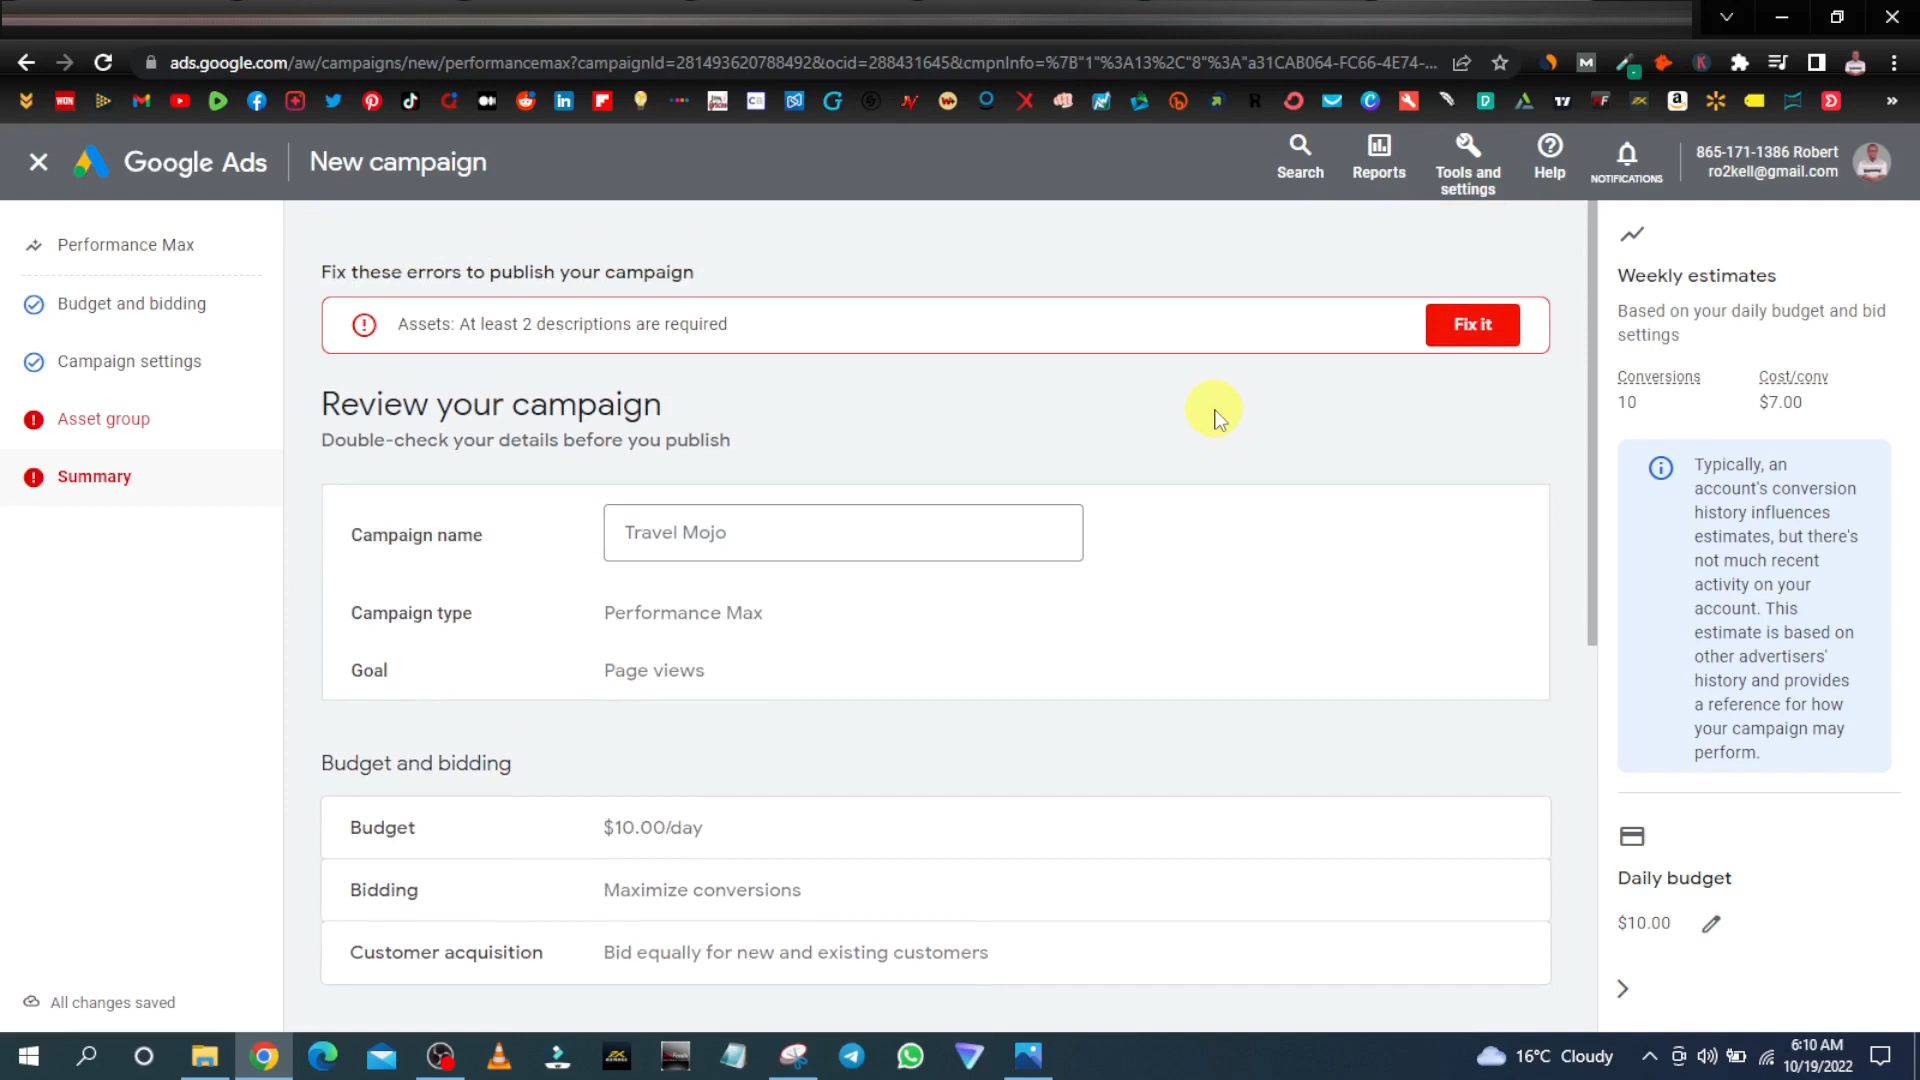 ads.google.com/aw/campaigns/new/performancemax?campaignId=281493620788492&ocid=288431645&cmpnInfo=%7B"1"%3A13%2C"8"%3A"a31CAB064-FC66-4E74-...
Google Ads
New campaign
Search
Reports
Tools and
settings
Help
NOTIFICATIONS
865-171-1386 Robert
ro2kell@gmail.com
Performance Max
Budget and bidding
Campaign settings
Asset group
Summary
All changes saved
Fix these errors to publish your campaign
Assets: At least 2 descriptions are required
Fix it
Review your campaign
Double-check your details before you publish
Campaign name
Travel Mojo
Campaign type
Performance Max
Goal
Page views
Budget and bidding
Budget
$10.00/day
Bidding
Maximize conversions
Customer acquisition
Bid equally for new and existing customers
Weekly estimates
Based on your daily budget and bid
settings
Conversions
Cost/conv
10
$7.00
Typically, an
account's conversion
history influences
estimates, but there's
not much recent
activity on your
account. This
estimate is based on
other advertisers'
history and provides
a reference for how
your campaign may
perform.
Daily budget
$10.00
16°C Cloudy
6:10 AM
10/19/2022